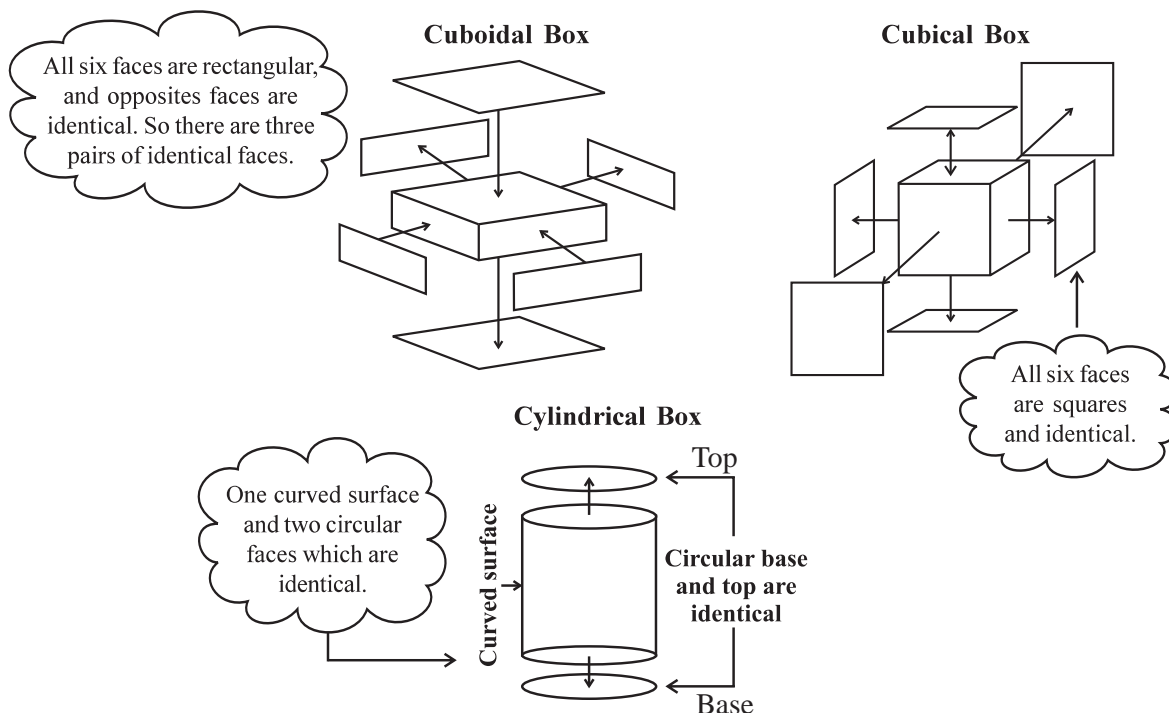 Cuboidal Box
All six faces are rectangular,
and opposites faces are
identical. So there are three
pairs of identical faces.
Cubical Box
All six faces
are squares
and identical.
Cylindrical Box
One curved surface
and two circular
faces which are
identical.
Curved surface
Top
Circular base
and top are
identical
Base